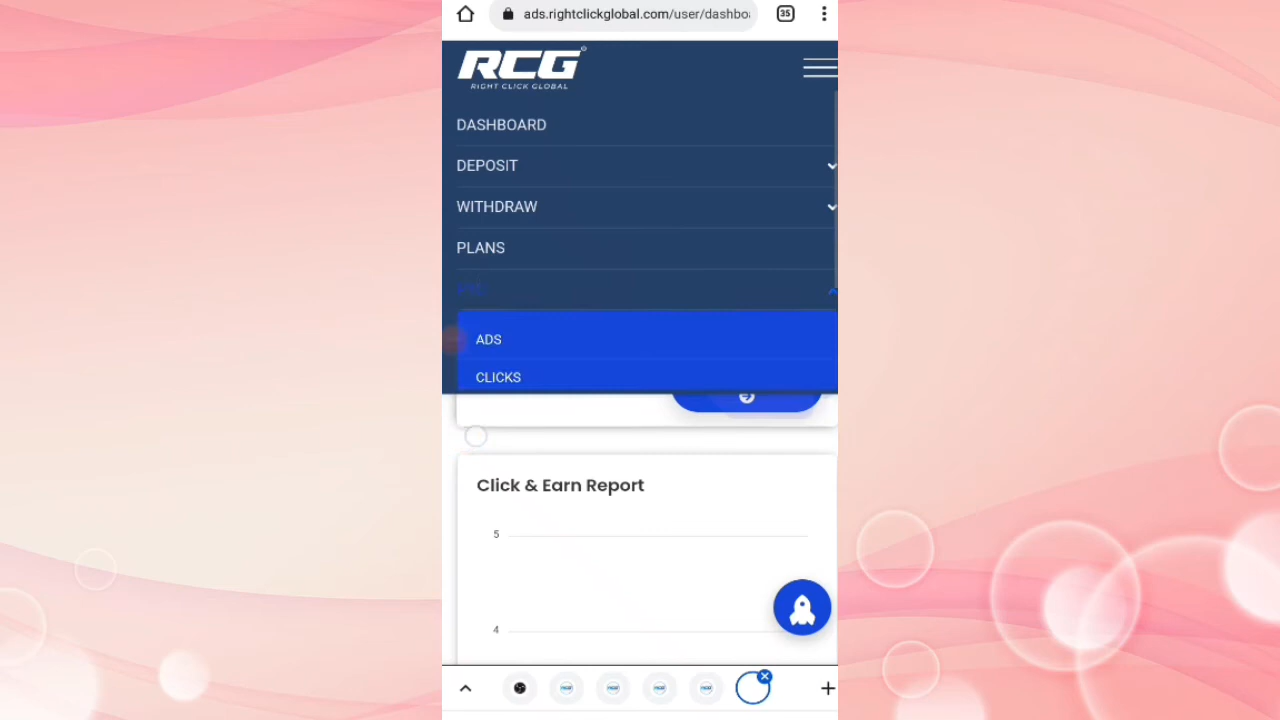 ads.rightclickglobal.com/user/dashbo
35
RCG
RIGHT CLICK GLOBAL
DASHBOARD
DEPOSIT
WITHDRAW
PLANS
ADS
CLICKS
Click & Earn Report
5
4